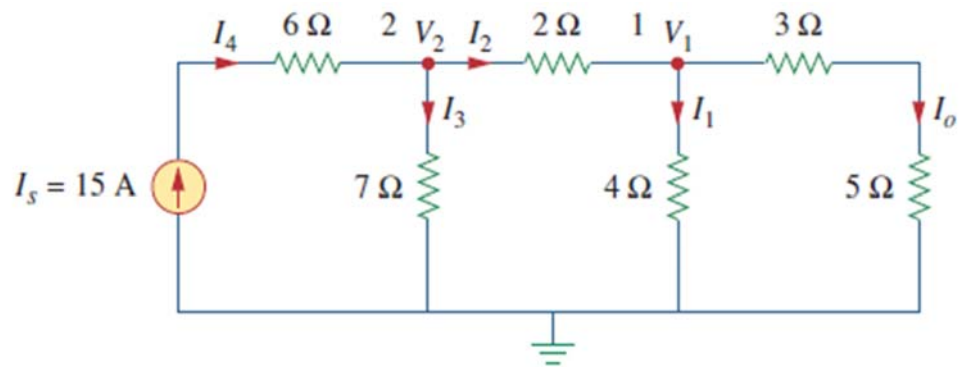 I₄ 6 Ω 2 V₂ I₂ 2 Ω 1 V₁ 3 Ω
I₃ I₁ Iₒ
Iₛ = 15 A 7 Ω 4 Ω 5 Ω